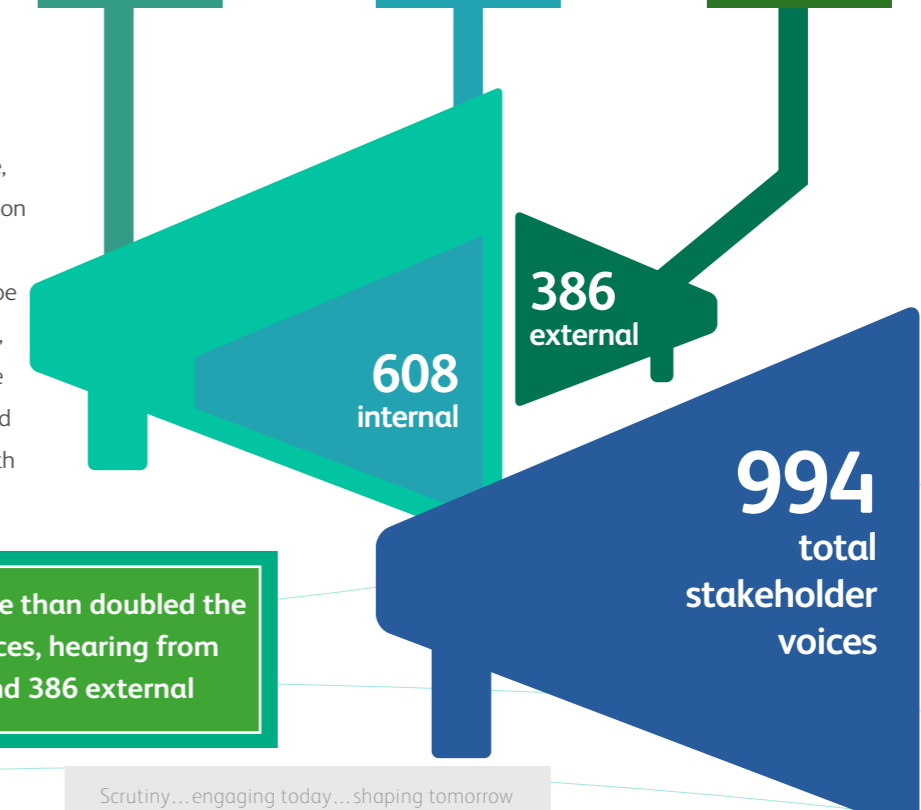 on
386
external
608
internal
994
total
stakeholder
voices
than doubled the
hearing from
386 external
Scrutiny...engaging today...shaping tomorrow